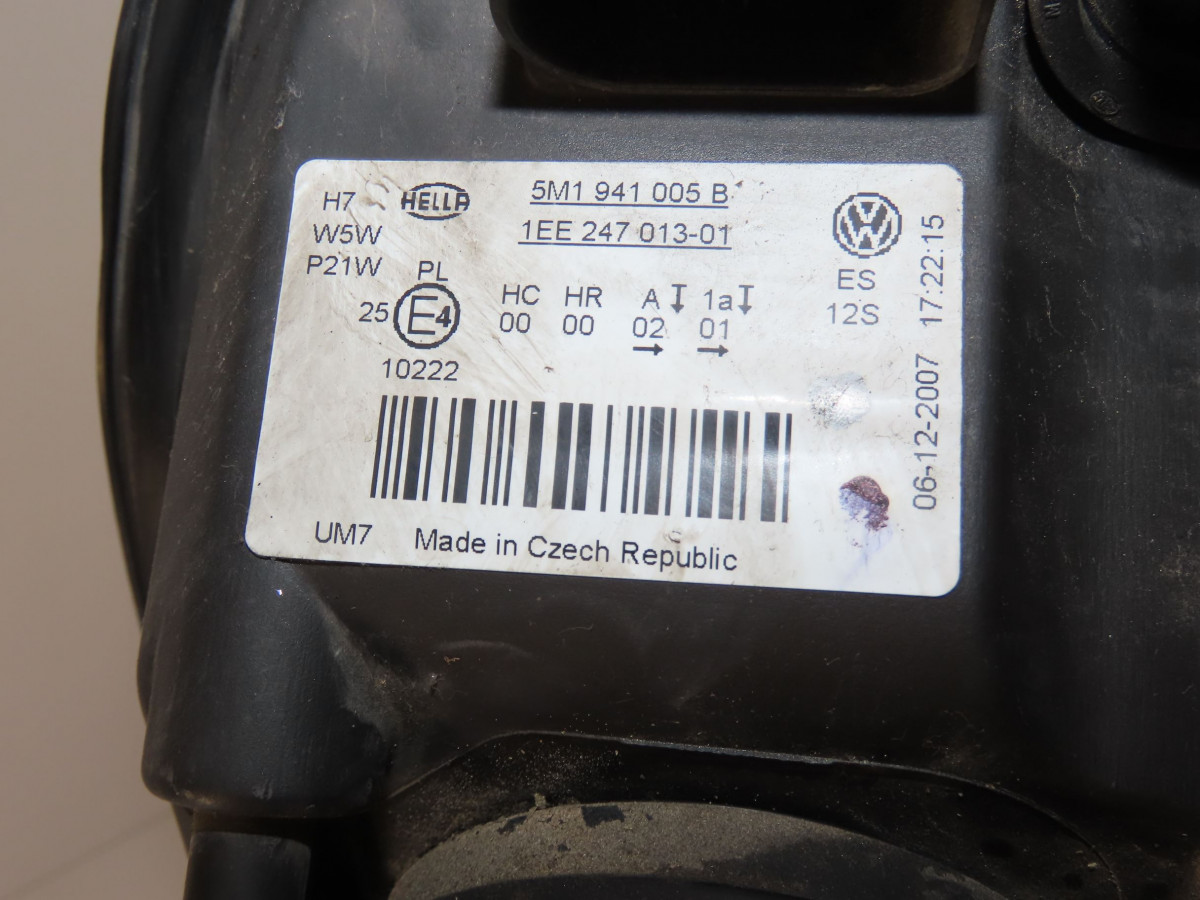 H7 HELLA 5M1 941 005 B
W5W 1EE 247 013-01
P21W PL
ES
12S
HC HR A 1a
25 E4 00 00 02 01
→ →
10222
06-12-2007 17:22:15
UM7 Made in Czech Republic